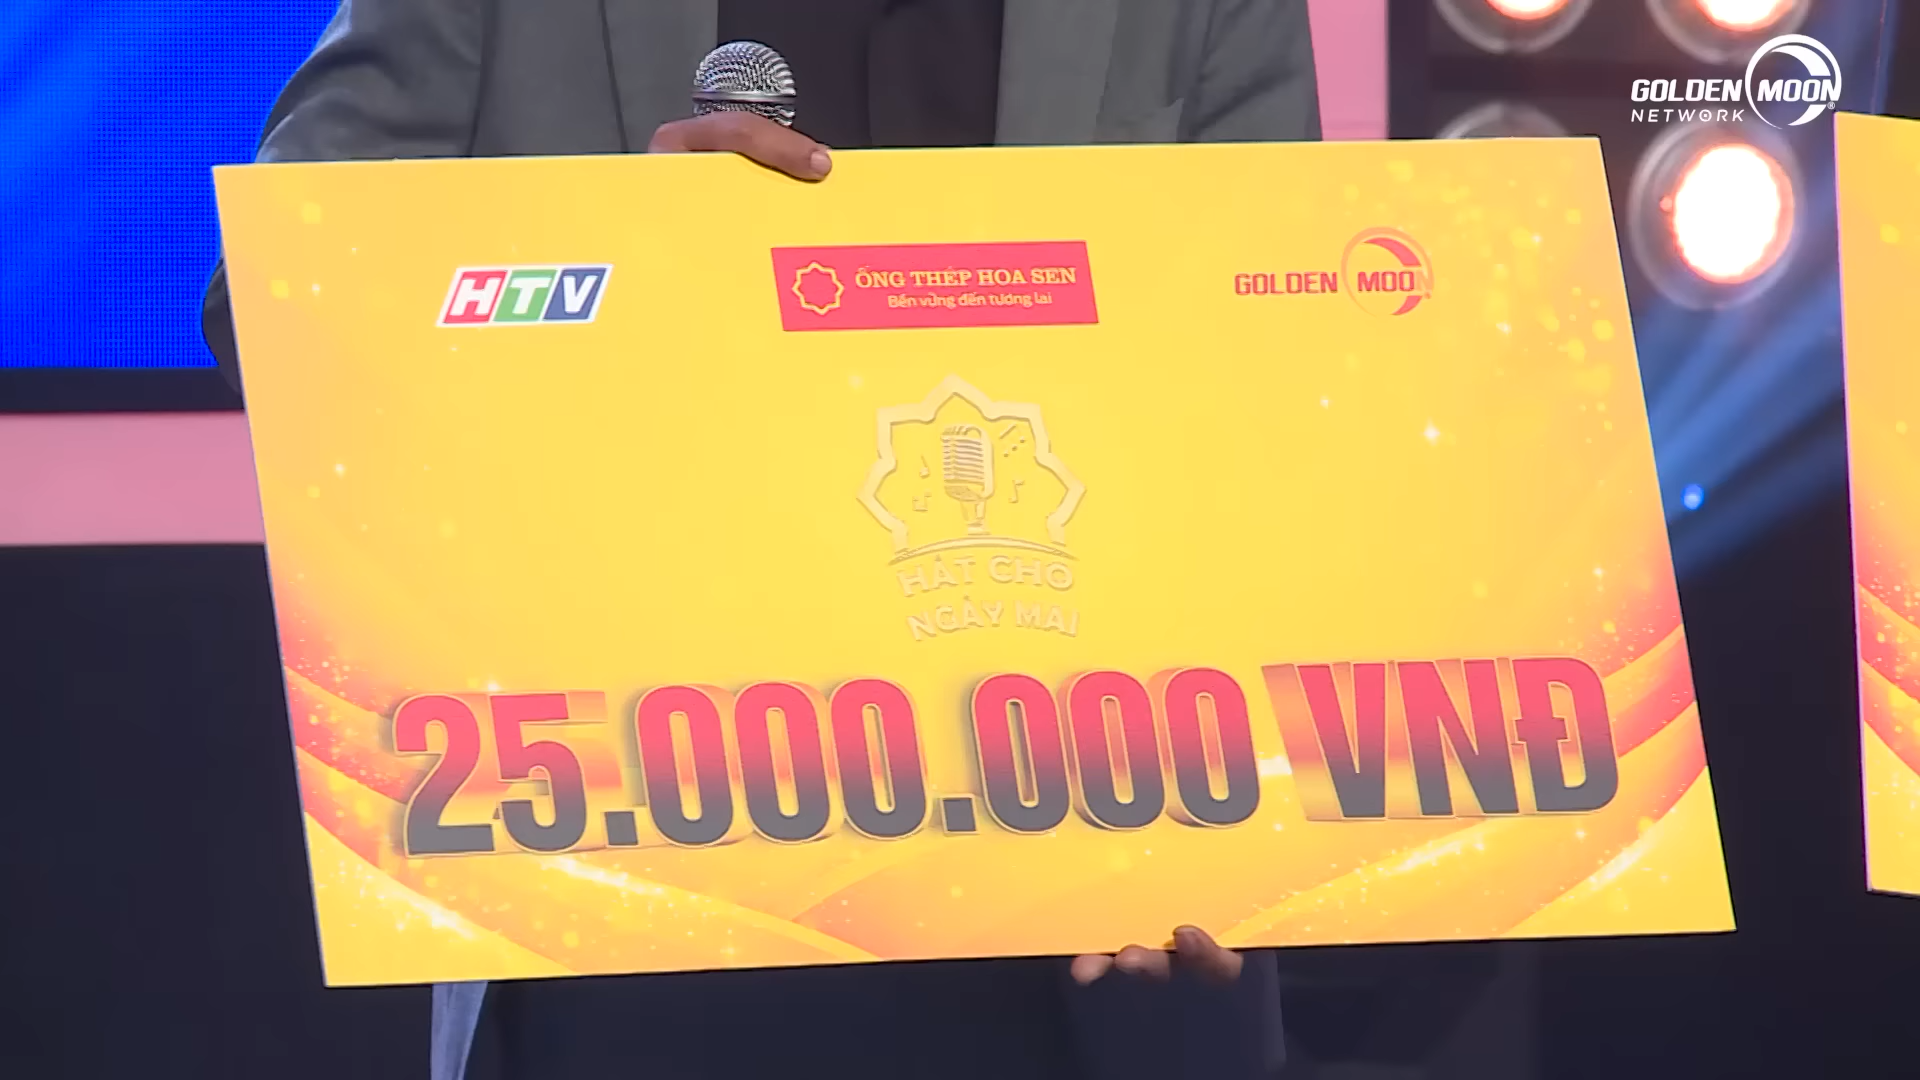 GOLDEN MOON
NETWORK
HTV
ỐNG THÉP HOA SEN
Bền vững đến tương lai
GOLDEN MOON
HÁT CHO
NGÀY MAI
25.000.000 VNĐ